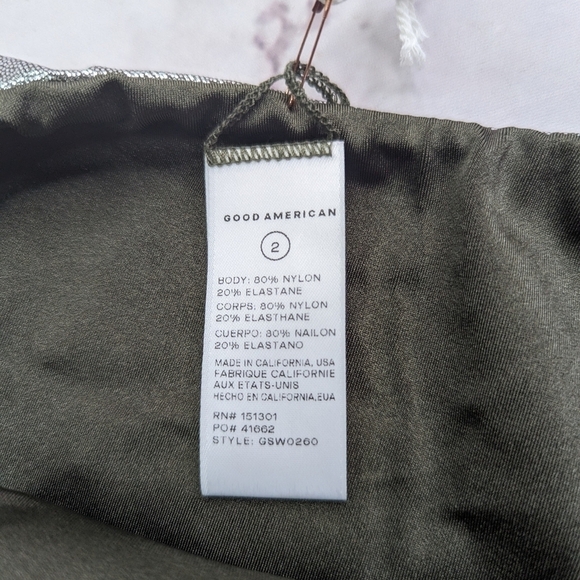 GOOD AMERICAN
2
BODY: 80% NYLON
20% ELASTANE
CORPS: 80% NYLON
20% ELASTHANE
CUERPO: 80% NAILON
20% ELASTANO
MADE IN CALIFORNIA, USA
FABRIQUE CALIFORNIE
AUX ETATS-UNIS
HECHO EN CALIFORNIA,EUA
RN# 151301
PO# 41662
STYLE: GSW0260